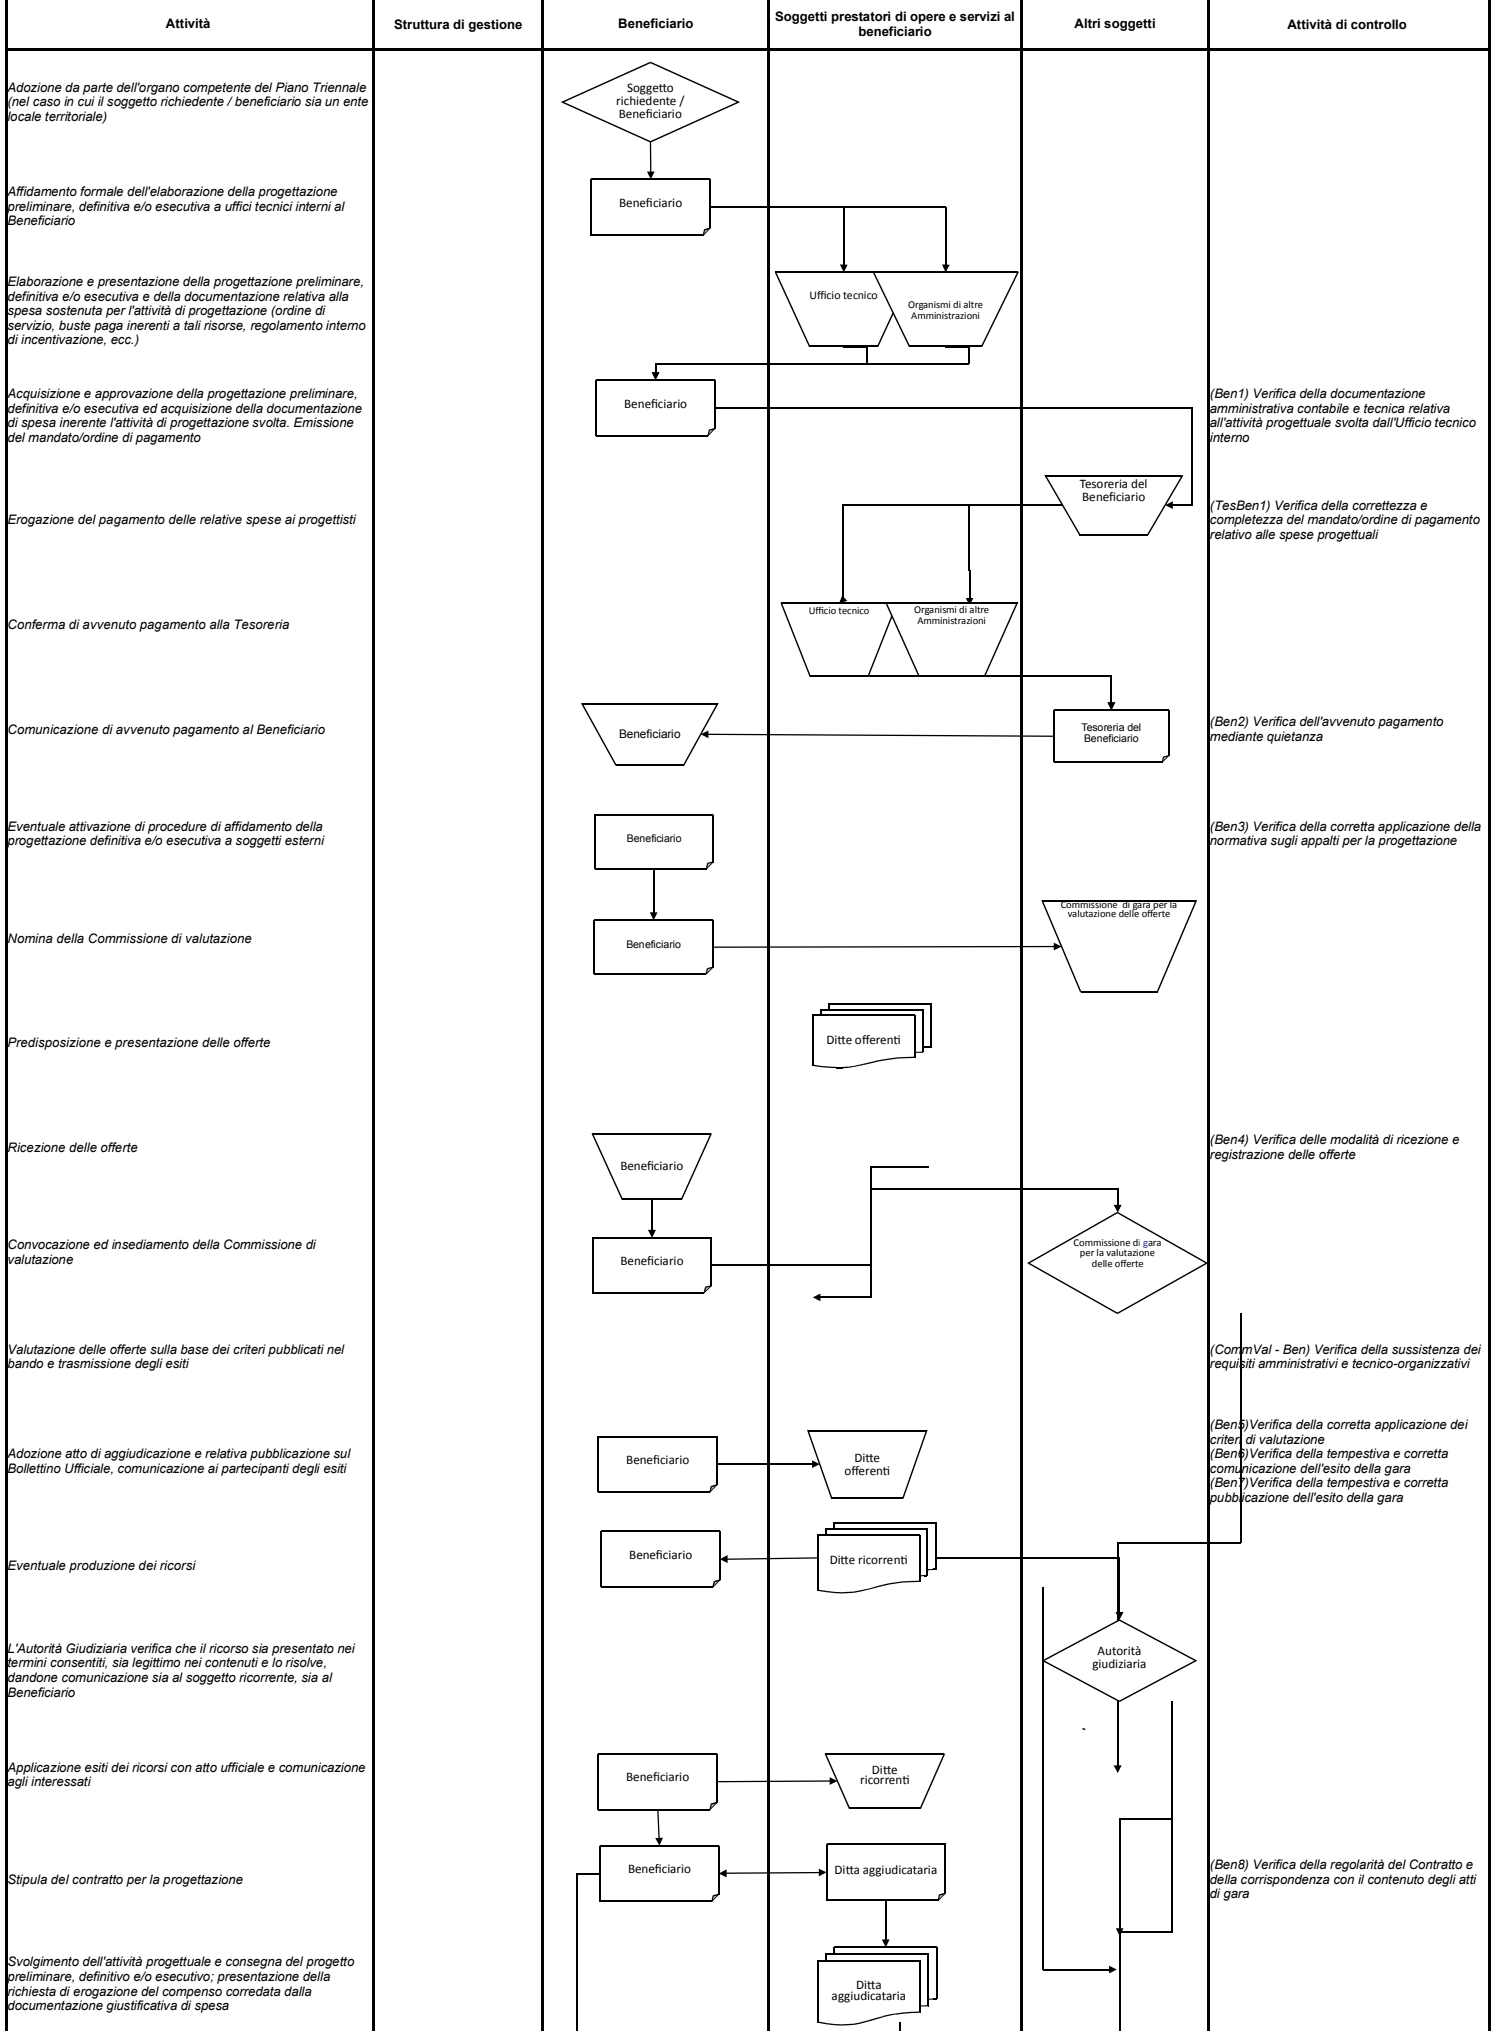 Attività
Struttura di gestione
Beneficiario
Soggetti prestatori di opere e servizi al
beneficiario
Altri soggetti
Attività di controllo
Adozione da parte dell'organo competente del Piano Triennale
(nel caso in cui il soggetto richiedente / beneficiario sia un ente
locale territoriale)
Soggetto
richiedente /
Beneficiario
Affidamento formale dell'elaborazione della progettazione
preliminare, definitiva e/o esecutiva a uffici tecnici interni al
Beneficiario
Beneficiario
Elaborazione e presentazione della progettazione preliminare,
definitiva e/o esecutiva e della documentazione relativa alla
spesa sostenuta per l'attività di progettazione (ordine di
servizio, buste paga inerenti a tali risorse, regolamento interno
di incentivazione, ecc.)
Ufficio tecnico
Organismi di altre
Amministrazioni
Acquisizione e approvazione della progettazione preliminare,
definitiva e/o esecutiva ed acquisizione della documentazione
di spesa inerente l'attività di progettazione svolta. Emissione
del mandato/ordine di pagamento
Beneficiario
(Ben1) Verifica della documentazione
amministrativa contabile e tecnica relativa
all'attività progettuale svolta dall'Ufficio tecnico
interno
Erogazione del pagamento delle relative spese ai progettisti
Tesoreria del
Beneficiario
(TesBen1) Verifica della correttezza e
completezza del mandato/ordine di pagamento
relativo alle spese progettuali
Conferma di avvenuto pagamento alla Tesoreria
Ufficio tecnico
Organismi di altre
Amministrazioni
Comunicazione di avvenuto pagamento al Beneficiario
Beneficiario
Tesoreria del
Beneficiario
(Ben2) Verifica dell'avvenuto pagamento
mediante quietanza
Eventuale attivazione di procedure di affidamento della
progettazione definitiva e/o esecutiva a soggetti esterni
Beneficiario
(Ben3) Verifica della corretta applicazione della
normativa sugli appalti per la progettazione
Nomina della Commissione di valutazione
Beneficiario
Commissione di gara per la
valutazione delle offerte
Predisposizione e presentazione delle offerte
Ditte offerenti
Ricezione delle offerte
Beneficiario
(Ben4) Verifica delle modalità di ricezione e
registrazione delle offerte
Convocazione ed insediamento della Commissione di
valutazione
Beneficiario
Commissione di gara
per la valutazione
delle offerte
Valutazione delle offerte sulla base dei criteri pubblicati nel
bando e trasmissione degli esiti
(CommVal - Ben) Verifica della sussistenza dei
requisiti amministrativi e tecnico-organizzativi
Adozione atto di aggiudicazione e relativa pubblicazione sul
Bollettino Ufficiale, comunicazione ai partecipanti degli esiti
Beneficiario
Ditte
offerenti
(Ben5)Verifica della corretta applicazione dei
criteri di valutazione
(Ben6)Verifica della tempestiva e corretta
comunicazione dell'esito della gara
(Ben7)Verifica della tempestiva e corretta
pubblicazione dell'esito della gara
Eventuale produzione dei ricorsi
Beneficiario
Ditte ricorrenti
L'Autorità Giudiziaria verifica che il ricorso sia presentato nei
termini consentiti, sia legittimo nei contenuti e lo risolve,
dandone comunicazione sia al soggetto ricorrente, sia al
Beneficiario
Autorità
giudiziaria
Applicazione esiti dei ricorsi con atto ufficiale e comunicazione
agli interessati
Beneficiario
Ditte
ricorrenti
Stipula del contratto per la progettazione
Beneficiario
Ditta aggiudicataria
(Ben8) Verifica della regolarità del Contratto e
della corrispondenza con il contenuto degli atti
di gara
Svolgimento dell'attività progettuale e consegna del progetto
preliminare, definitivo e/o esecutivo; presentazione della
richiesta di erogazione del compenso corredata dalla
documentazione giustificativa di spesa
Ditta
aggiudicataria